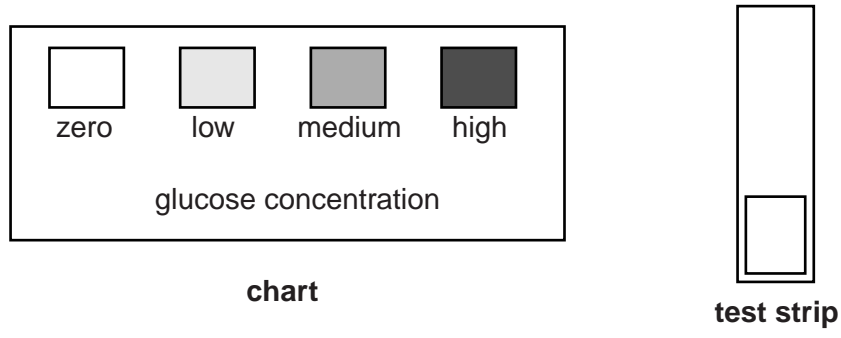 zero low medium high
glucose concentration
chart
test strip